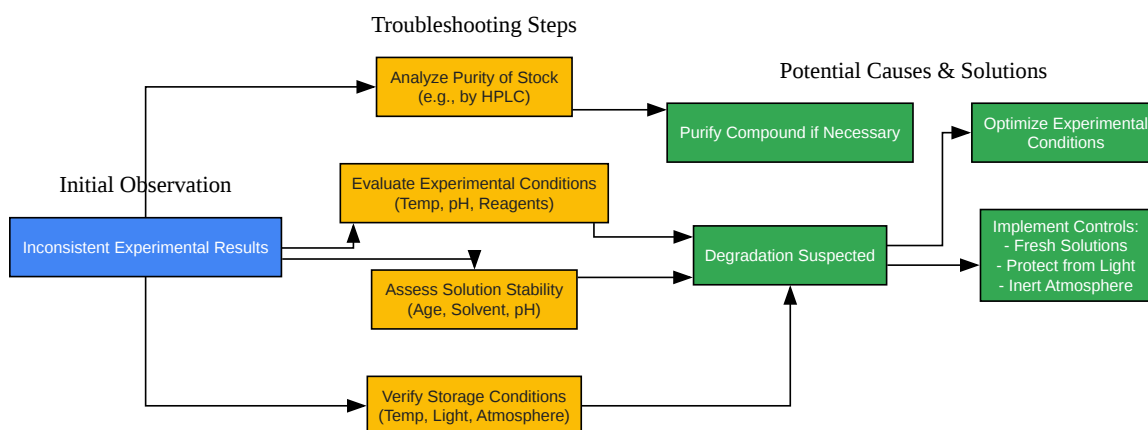 Troubleshooting Steps
Potential Causes & Solutions
Initial Observation
Analyze Purity of Stock
(e.g., by HPLC)
Purify Compound if Necessary
Optimize Experimental
Conditions
Evaluate Experimental Conditions
(Temp, pH, Reagents)
Inconsistent Experimental Results
Degradation Suspected
Implement Controls:
- Fresh Solutions
- Protect from Light
- Inert Atmosphere
Assess Solution Stability
(Age, Solvent, pH)
Verify Storage Conditions
(Temp, Light, Atmosphere)